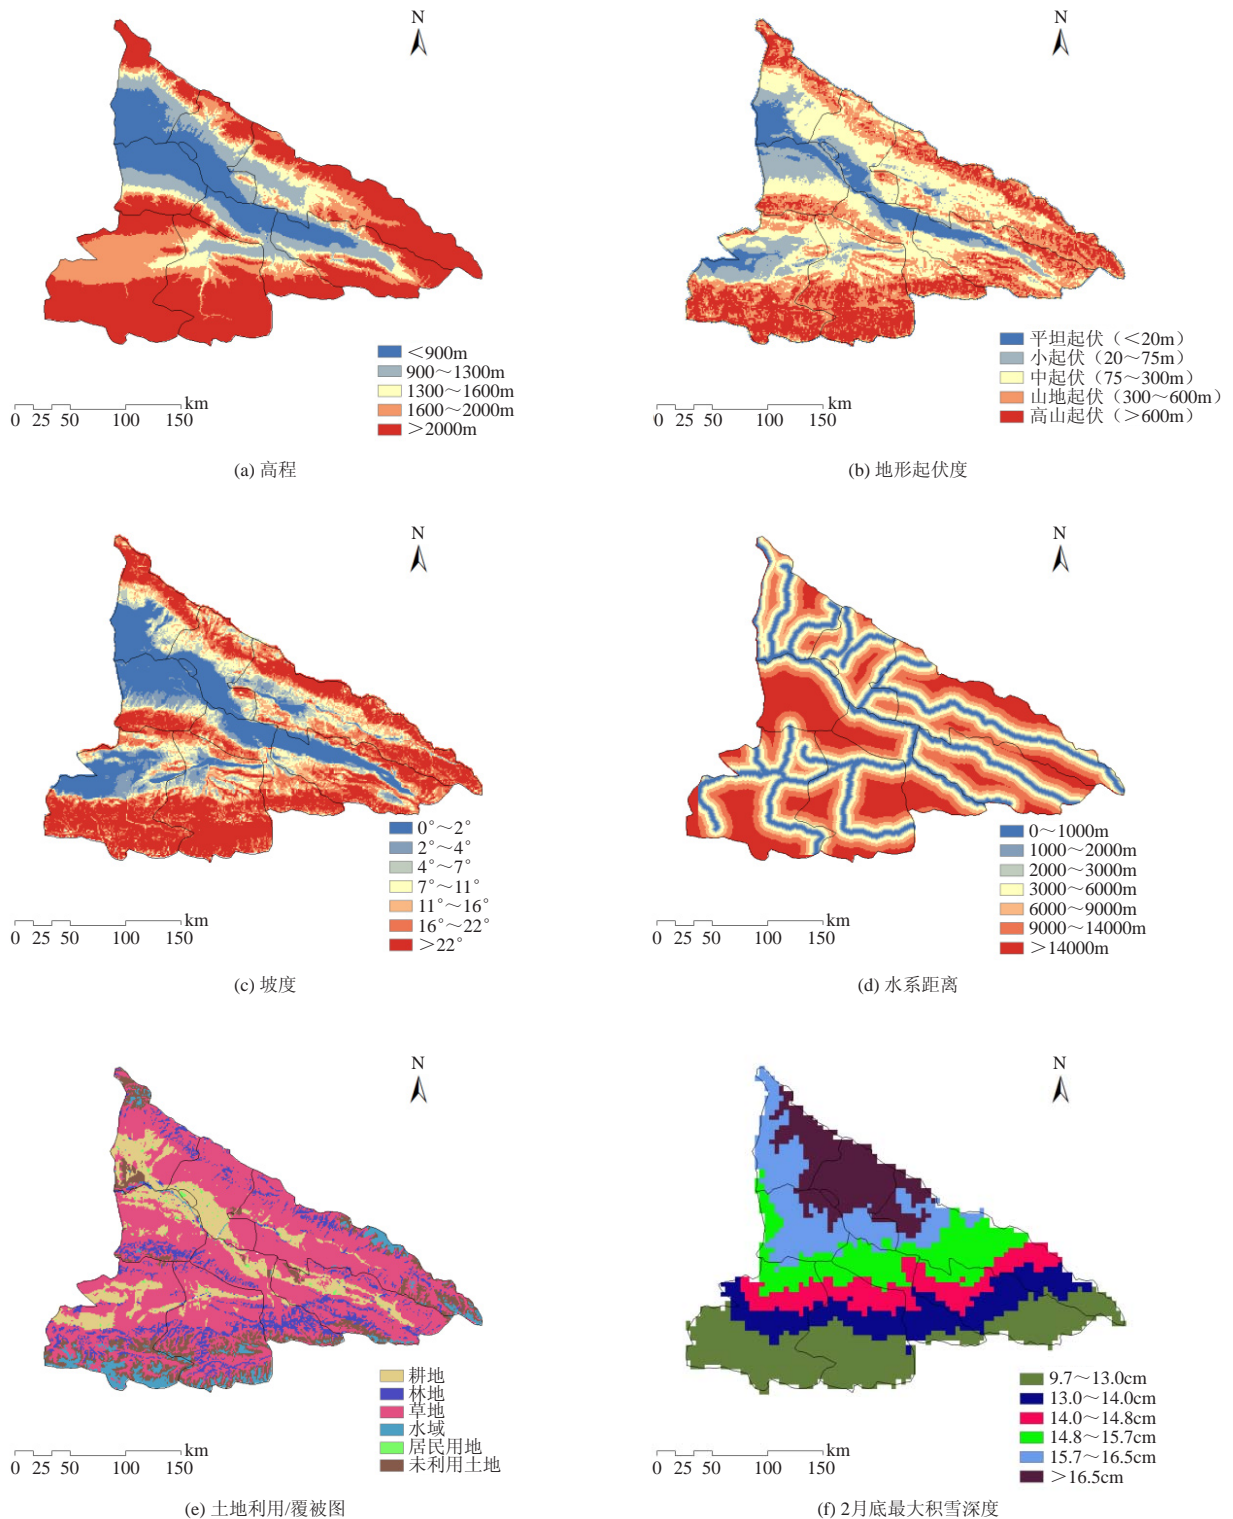 N
<900m
900～1300m
1300～1600m
1600～2000m
>2000m
km
0 25 50 100 150
(a) 高程
N
平坦起伏（<20m）
小起伏（20～75m）
中起伏（75～300m）
山地起伏（300～600m）
高山起伏（>600m）
km
0 25 50 100 150
(b) 地形起伏度
N
0°～2°
2°～4°
4°～7°
7°～11°
11°～16°
16°～22°
>22°
km
0 25 50 100 150
(c) 坡度
N
0～1000m
1000～2000m
2000～3000m
3000～6000m
6000～9000m
9000～14000m
>14000m
km
0 25 50 100 150
(d) 水系距离
N
耕地
林地
草地
水域
居民用地
未利用土地
km
0 25 50 100 150
(e) 土地利用/覆被图
N
9.7～13.0cm
13.0～14.0cm
14.0～14.8cm
14.8～15.7cm
15.7～16.5cm
>16.5cm
km
0 25 50 100 150
(f) 2月底最大积雪深度